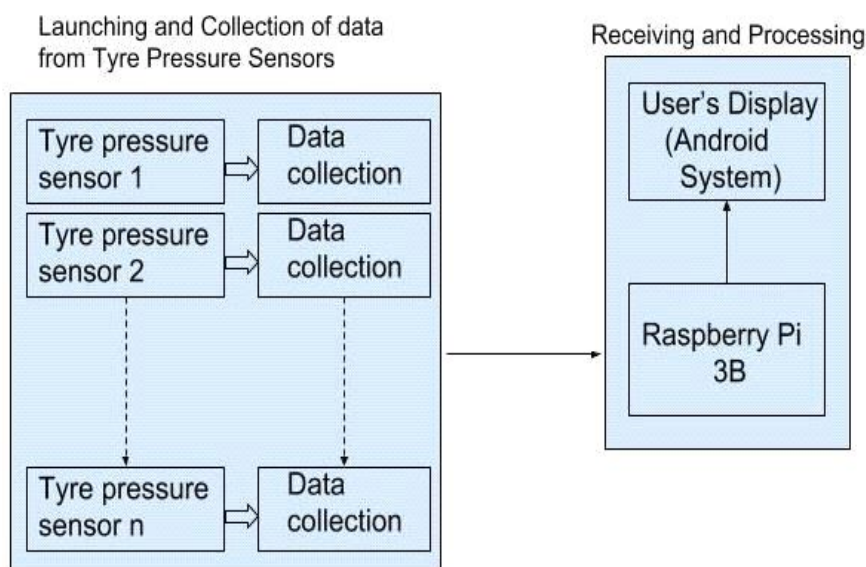 Launching and Collection of data
from Tyre Pressure Sensors
Tyre pressure
sensor 1
Data
collection
Tyre pressure
sensor 2
Data
collection
Tyre pressure
sensor n
Data
collection
Receiving and Processing
User's Display
(Android
System)
Raspberry Pi
3B